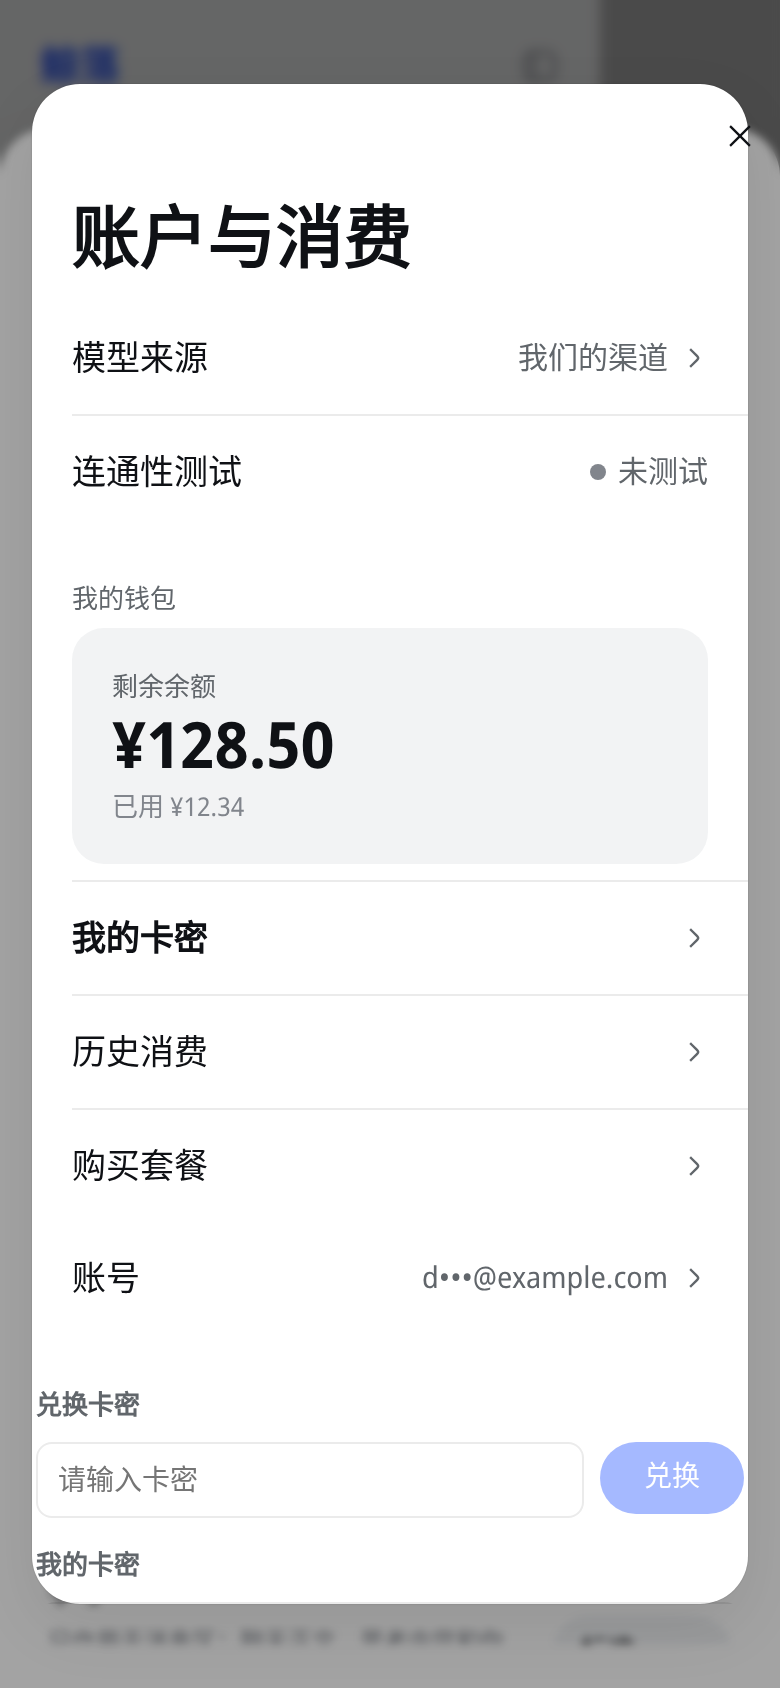 账户与消费
模型来源 我们的渠道
连通性测试 未测试
我的钱包
剩余余额
¥128.50
已用 ¥12.34
我的卡密
历史消费
购买套餐
账号 d•••@example.com
兑换卡密
请输入卡密 兑换
我的卡密